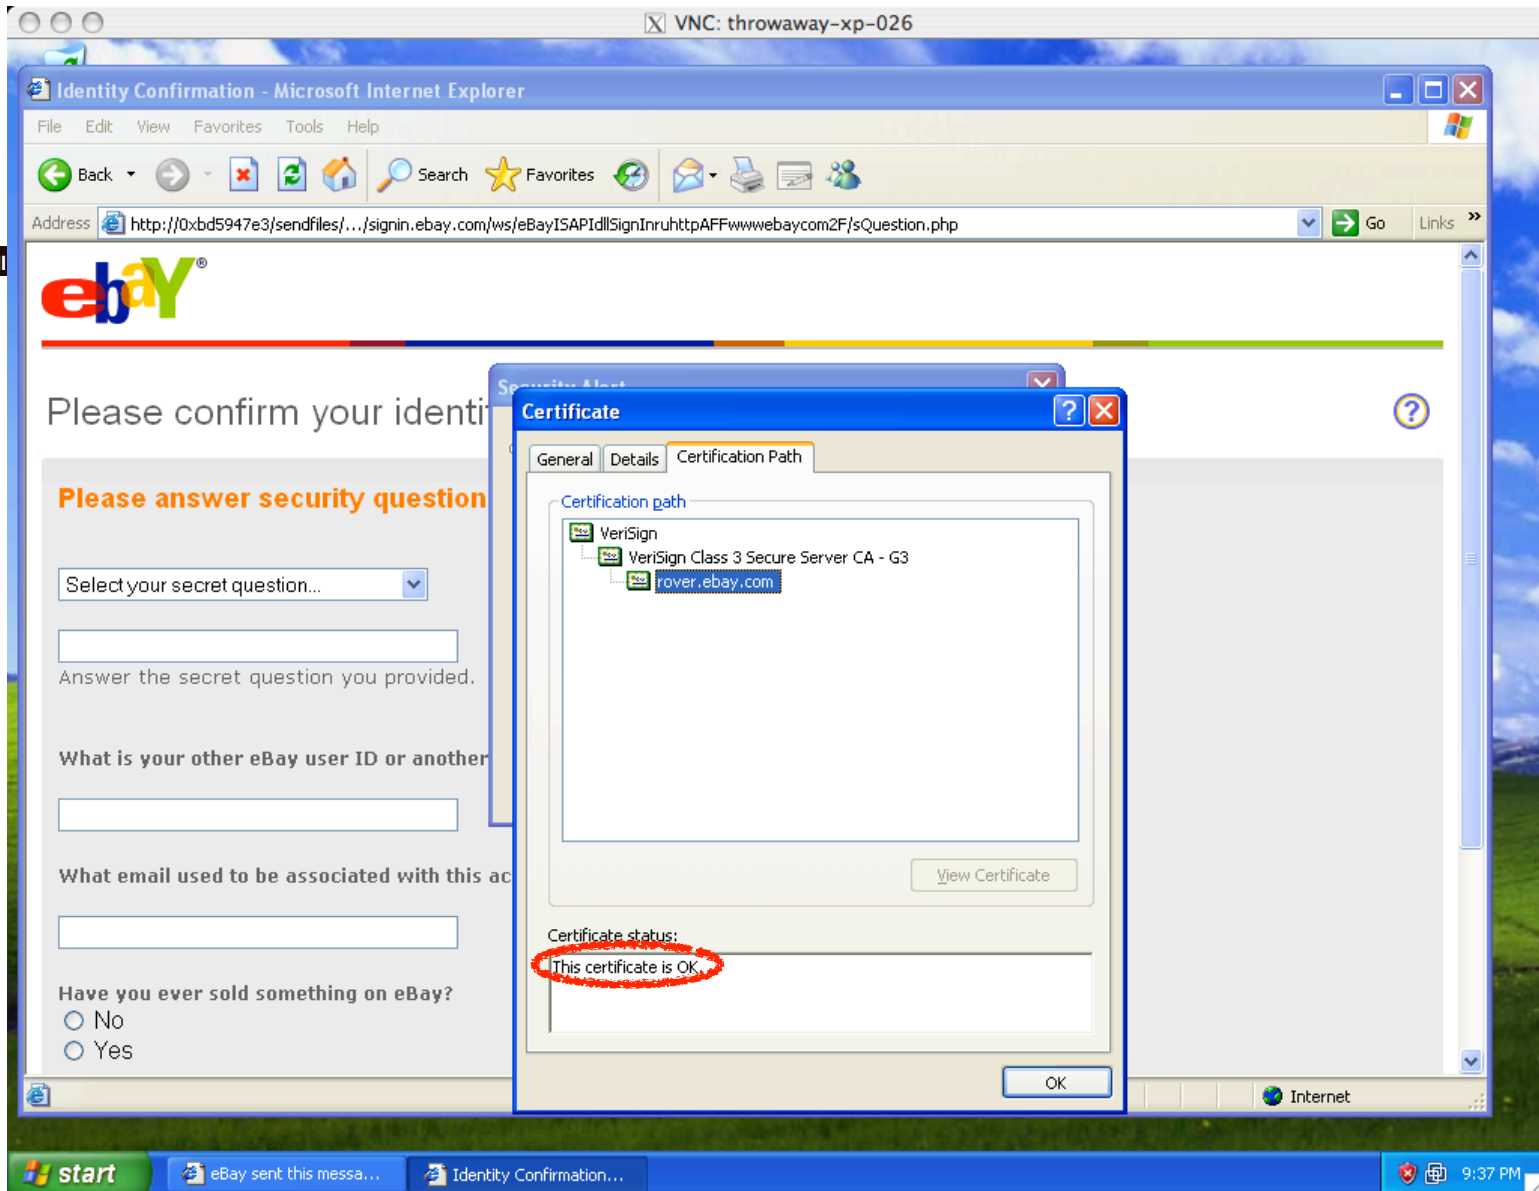 VNC: throwaway-xp-026
Identity Confirmation - Microsoft Internet Explorer
File Edit View Favorites Tools Help
Back Search Favorites
Address http://0xbd5947e3/sendfiles/.../signin.ebay.com/ws/eBayISAPIdllSignInruhttpAFFwwwebaycom2F/sQuestion.php Go Links »
ebaY®
Security Alert
Please confirm your identi
Certificate
General Details Certification Path
Please answer security question
Certification path
VeriSign
VeriSign Class 3 Secure Server CA - G3
rover.ebay.com
Select your secret question...
Answer the secret question you provided.
What is your other eBay user ID or another
What email used to be associated with this ac
View Certificate
Certificate status:
This certificate is OK.
Have you ever sold something on eBay?
No
Yes
OK
Internet
start eBay sent this messa... Identity Confirmation... 9:37 PM